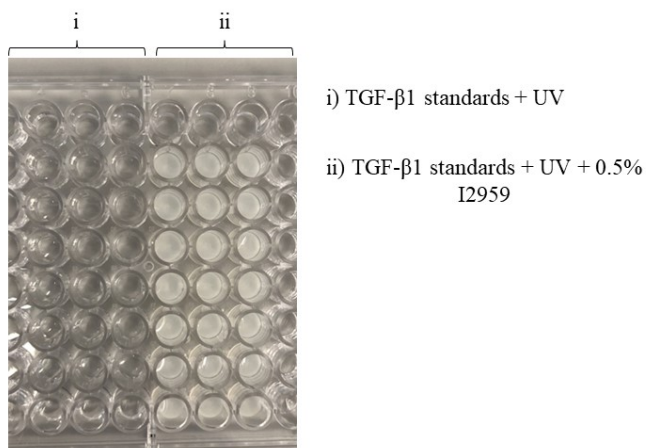 i
ii
i) TGF-β1 standards + UV
ii) TGF-β1 standards + UV + 0.5%
I2959